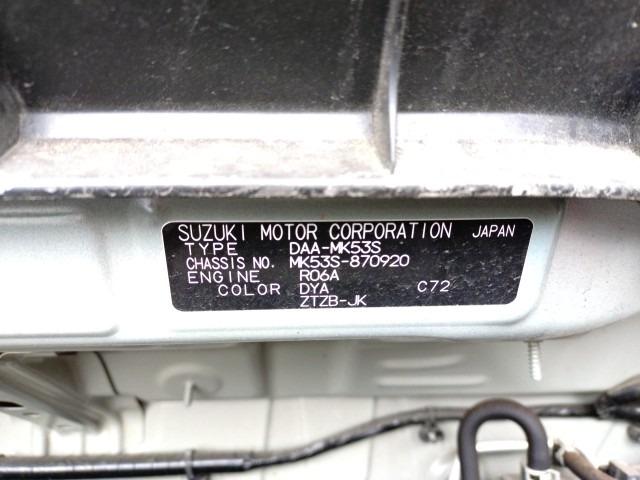 SUZUKI MOTOR CORPORATION JAPAN
TYPE DAA-MK53S
CHASSIS NO. MK53S-870920
ENGINE R06A
COLOR DYA C72
ZTZB-JK